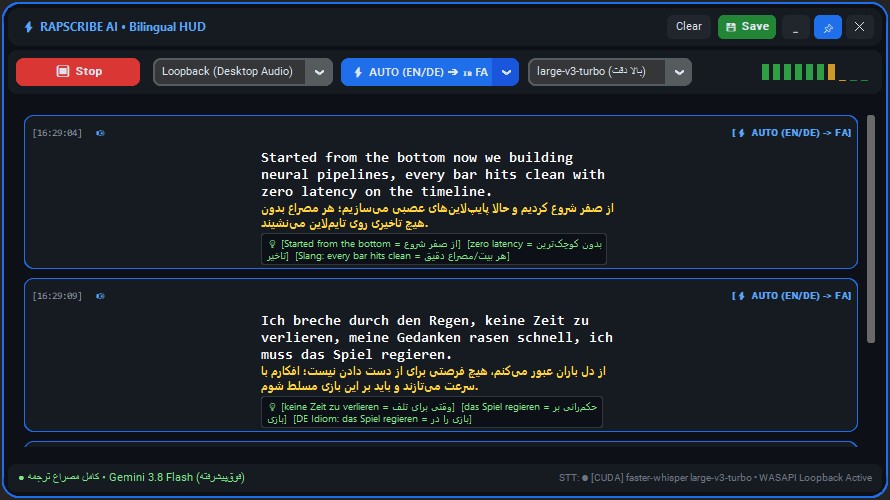 RAPSCRIBE AI • Bilingual HUD
Clear
Save
Stop
Loopback (Desktop Audio)
AUTO (EN/DE) ➔ IR FA
large-v3-turbo (بالا دقت)
[16:29:04]
[⚡ AUTO (EN/DE) -> FA]
Started from the bottom now we building
neural pipelines, every bar hits clean with
zero latency on the timeline.
از صفر شروع کردیم و حالا پایپ‌لاین‌های عصبی می‌سازیم؛ هر مصراع بدون
هیچ تاخیری روی تایم‌لاین می‌نشیند.
[Started from the bottom = از صفر شروع] [zero latency = بدون کوچک‌ترین
تاخیر] [Slang: every bar hits clean = هر بیت/مصراع دقیق]
[16:29:09]
[⚡ AUTO (EN/DE) -> FA]
Ich breche durch den Regen, keine Zeit zu
verlieren, meine Gedanken rasen schnell, ich
muss das Spiel regieren.
از دل باران عبور می‌کنم، هیچ فرصتی برای از دست دادن نیست؛ افکارم با
سرعت می‌تازند و باید بر این بازی مسلط شوم.
[keine Zeit zu verlieren = وقتی برای تلف] [das Spiel regieren = حکم‌رانی بر
بازی] [DE Idiom: das Spiel regieren = بازی را در]
● کامل مصراع ترجمه • Gemini 3.8 Flash (فوق‌پیشرفته)
STT: ● [CUDA] faster-whisper large-v3-turbo • WASAPI Loopback Active